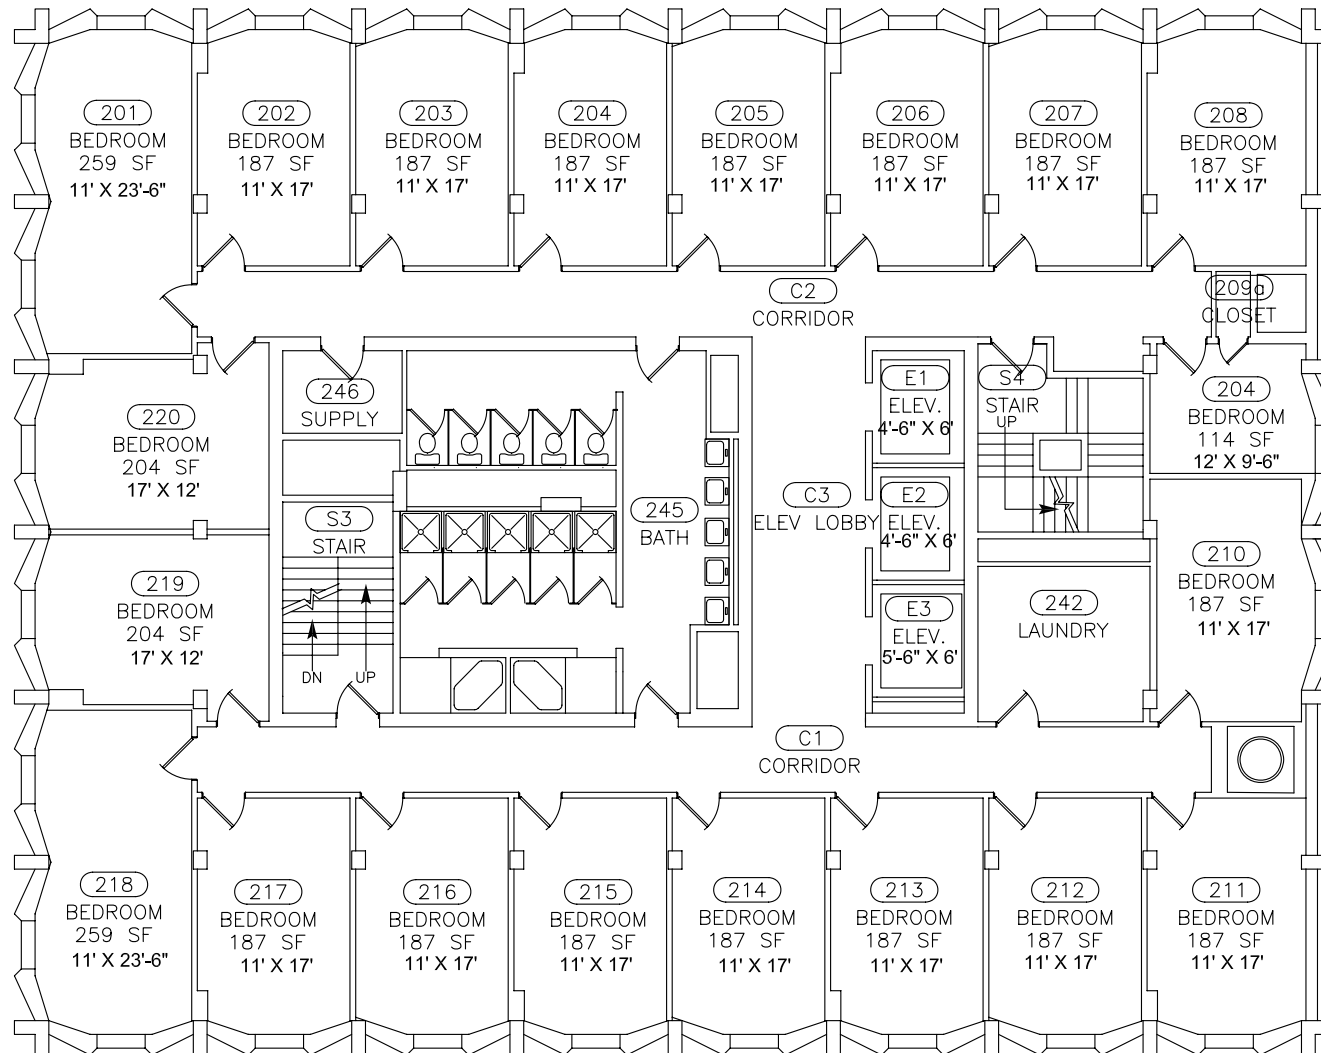 201
BEDROOM
259 SF
11' X 23'-6"
202
BEDROOM
187 SF
11' X 17'
203
BEDROOM
187 SF
11' X 17'
204
BEDROOM
187 SF
11' X 17'
205
BEDROOM
187 SF
11' X 17'
206
BEDROOM
187 SF
11' X 17'
207
BEDROOM
187 SF
11' X 17'
208
BEDROOM
187 SF
11' X 17'
C2
CORRIDOR
209a
CLOSET
220
BEDROOM
204 SF
17' X 12'
246
SUPPLY
E1
ELEV.
4'-6" X 6'
S4
STAIR
UP
204
BEDROOM
114 SF
12' X 9'-6"
S3
STAIR
DN
UP
245
BATH
C3
ELEV LOBBY
E2
ELEV.
4'-6" X 6'
219
BEDROOM
204 SF
17' X 12'
E3
ELEV.
5'-6" X 6'
242
LAUNDRY
210
BEDROOM
187 SF
11' X 17'
C1
CORRIDOR
218
BEDROOM
259 SF
11' X 23'-6"
217
BEDROOM
187 SF
11' X 17'
216
BEDROOM
187 SF
11' X 17'
215
BEDROOM
187 SF
11' X 17'
214
BEDROOM
187 SF
11' X 17'
213
BEDROOM
187 SF
11' X 17'
212
BEDROOM
187 SF
11' X 17'
211
BEDROOM
187 SF
11' X 17'